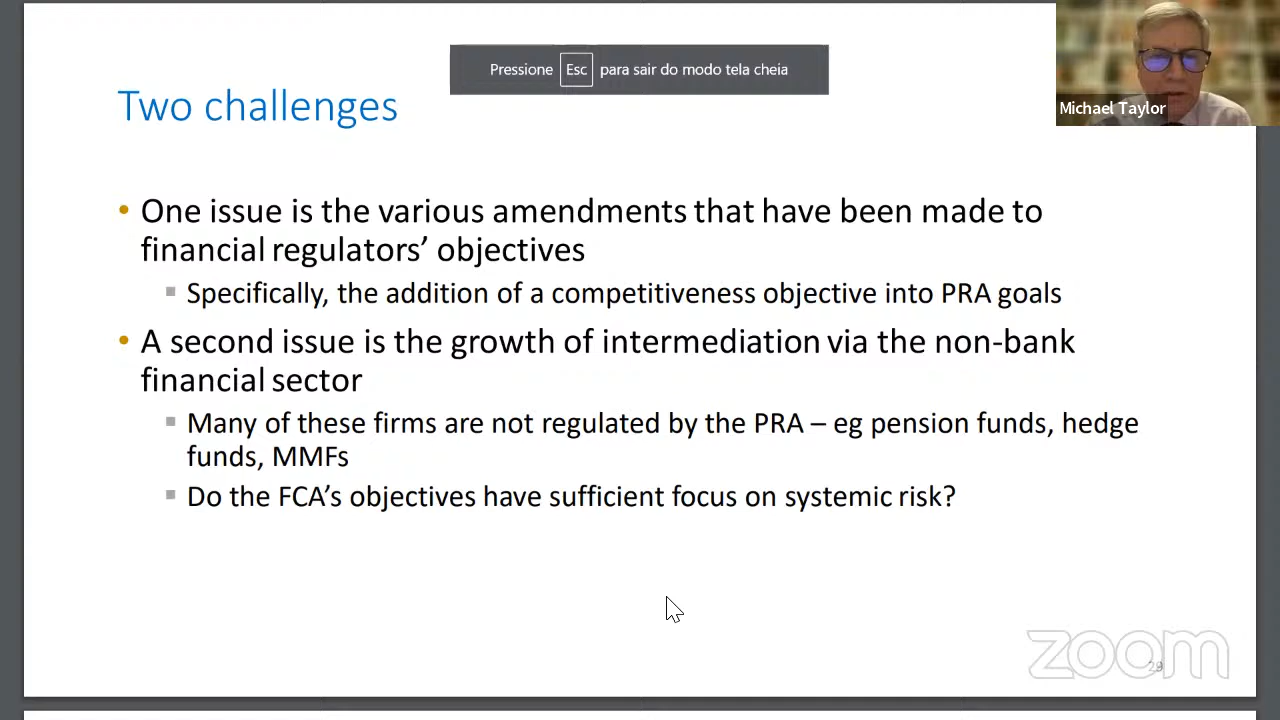 Pressione Esc para sair do modo tela cheia
Michael Taylor
Two challenges
• One issue is the various amendments that have been made to
financial regulators’ objectives
▪ Specifically, the addition of a competitiveness objective into PRA goals
• A second issue is the growth of intermediation via the non-bank
financial sector
▪ Many of these firms are not regulated by the PRA – eg pension funds, hedge
funds, MMFs
▪ Do the FCA’s objectives have sufficient focus on systemic risk?
zoom
29